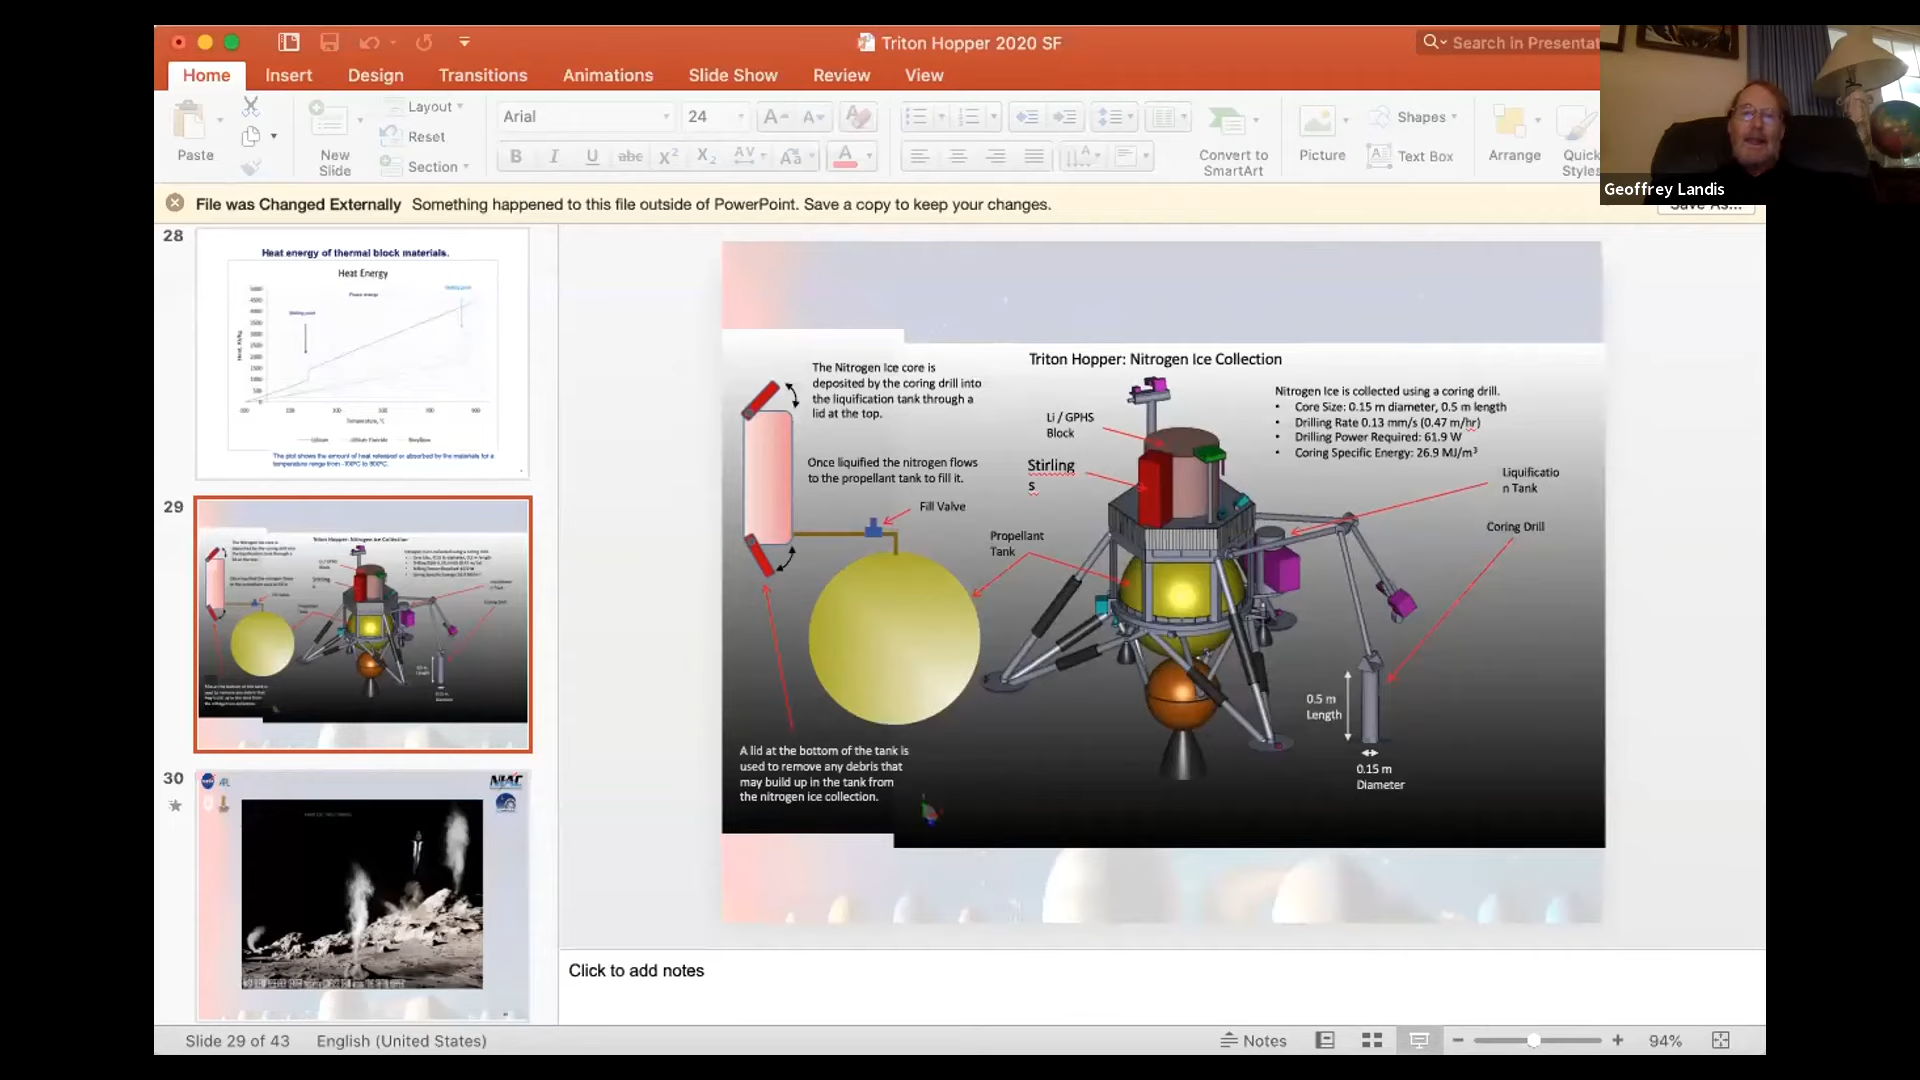 Triton Hopper 2020 SF
Search in Presentat
Home Insert Design Transitions Animations Slide Show Review View
Paste
New
Slide
Layout
Reset
Section
Arial
24
Convert to
SmartArt
Picture
Shapes
Text Box
Arrange
Quick
Styles
Geoffrey Landis
File was Changed Externally Something happened to this file outside of PowerPoint. Save a copy to keep your changes.
Save As...
28
Heat energy of thermal block materials.
Heat Energy
The plot shows the amount of heat released or absorbed by the materials for a
temperature range from -100°C to 900°C.
29
30
NIAC
Triton Hopper: Nitrogen Ice Collection
The Nitrogen Ice core is
deposited by the coring drill into
the liquification tank through a
lid at the top.
Once liquified the nitrogen flows
to the propellant tank to fill it.
Fill Valve
Propellant
Tank
Li / GPHS
Block
Stirling
s
Nitrogen Ice is collected using a coring drill.
• Core Size: 0.15 m diameter, 0.5 m length
• Drilling Rate 0.13 mm/s (0.47 m/hr)
• Drilling Power Required: 61.9 W
• Coring Specific Energy: 26.9 MJ/m³
Liquificatio
n Tank
Coring Drill
0.5 m
Length
0.15 m
Diameter
A lid at the bottom of the tank is
used to remove any debris that
may build up in the tank from
the nitrogen ice collection.
Click to add notes
Slide 29 of 43 English (United States)
Notes
94%